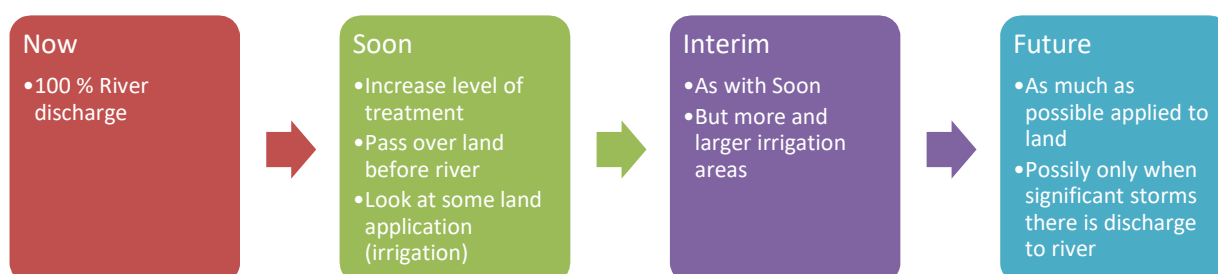 Now
•100 % River
discharge
Soon
•Increase level of
treatment
•Pass over land
before river
•Look at some land
application
(irrigation)
Interim
•As with Soon
•But more and
larger irrigation
areas
Future
•As much as
possible applied to
land
•Possily only when
significant storms
there is discharge
to river